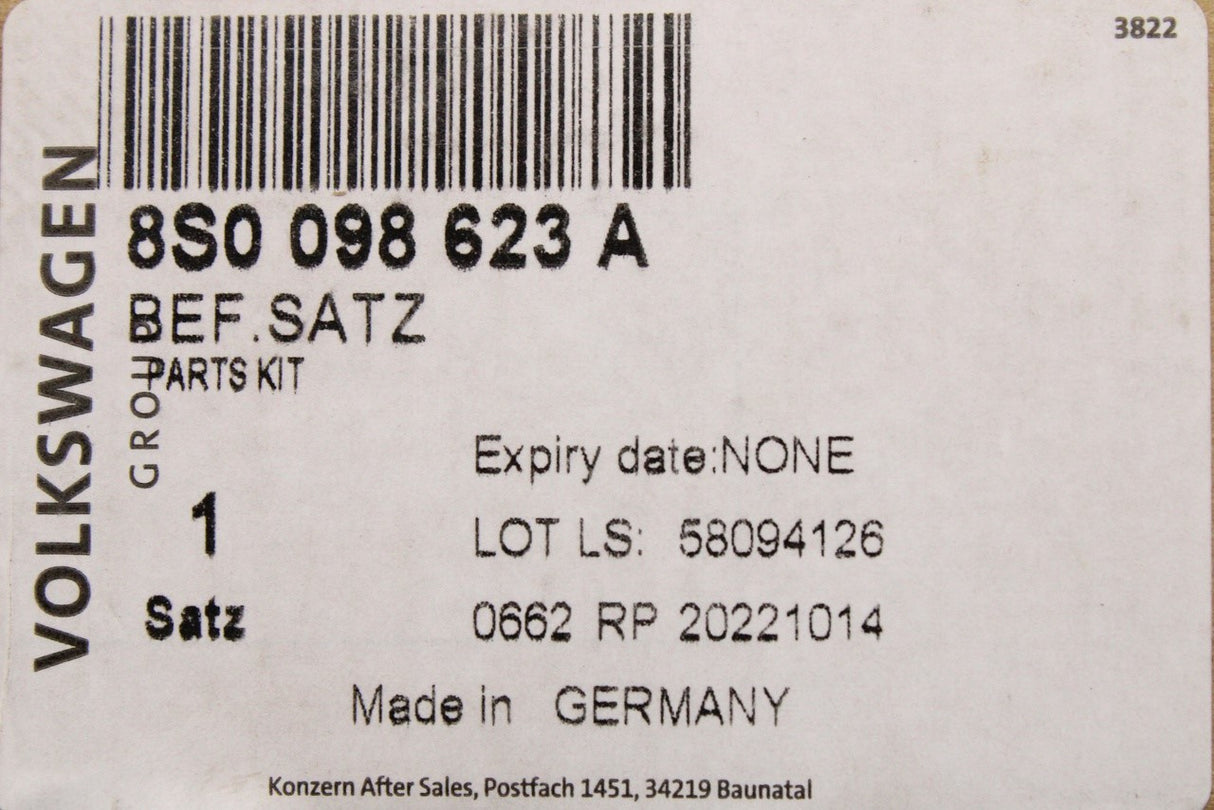 3822
VOLKSWAGEN
GROUP
8S0 098 623 A
BEF.SATZ
PARTS KIT
Expiry date:NONE
1
LOT LS: 58094126
Satz
0662 RP 20221014
Made in GERMANY
Konzern After Sales, Postfach 1451, 34219 Baunatal